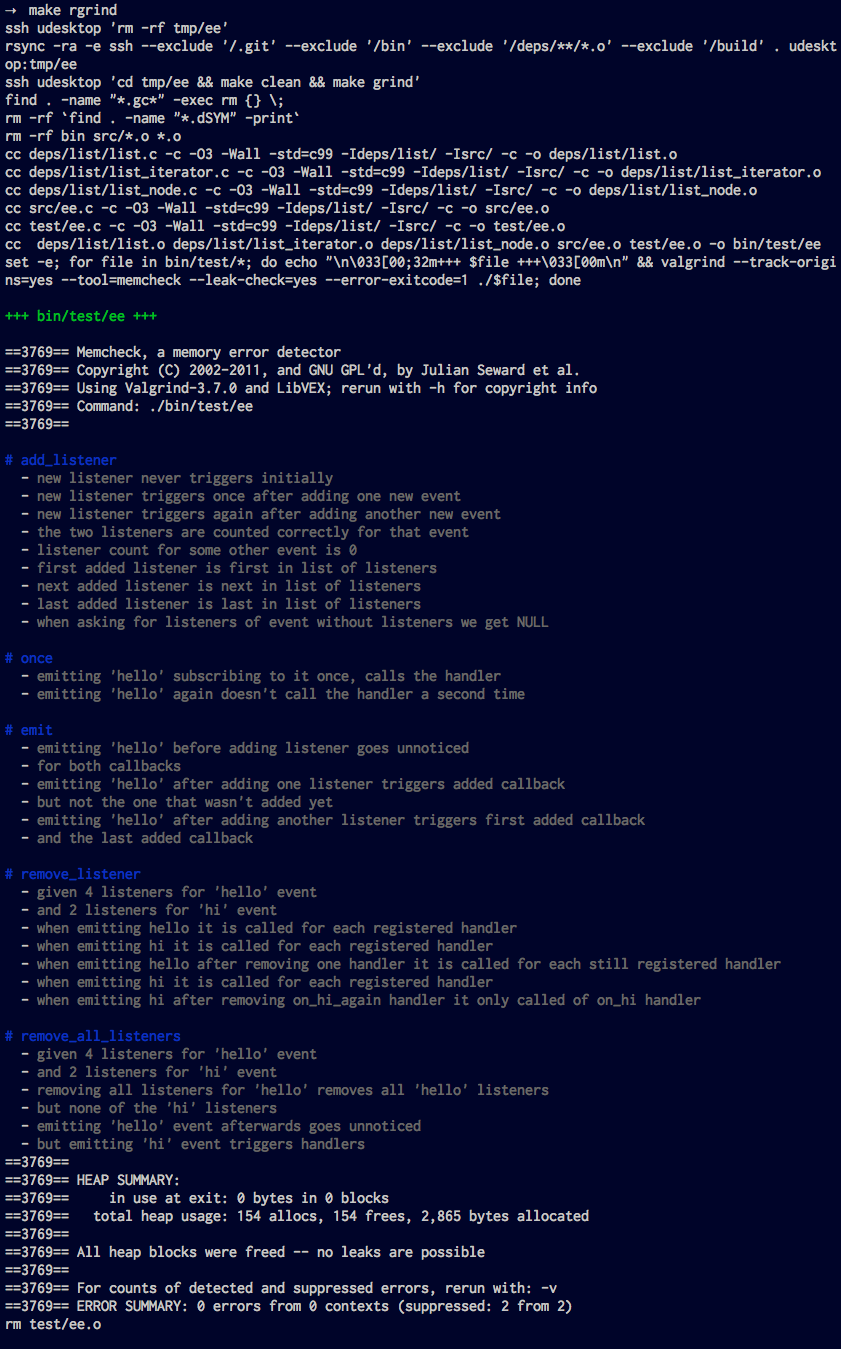 → make rgrind
ssh udesktop 'rm -rf tmp/ee'
rsync -ra -e ssh --exclude '/.git' --exclude '/bin' --exclude '/deps/**/*.o' --exclude '/build' . udeskt
op:tmp/ee
ssh udesktop 'cd tmp/ee && make clean && make grind'
find . -name "*.gc*" -exec rm {} \;
rm -rf `find . -name "*.dSYM" -print`
rm -rf bin src/*.o *.o
cc deps/list/list.c -c -O3 -Wall -std=c99 -Ideps/list/ -Isrc/ -c -o deps/list/list.o
cc deps/list/list_iterator.c -c -O3 -Wall -std=c99 -Ideps/list/ -Isrc/ -c -o deps/list/list_iterator.o
cc deps/list/list_node.c -c -O3 -Wall -std=c99 -Ideps/list/ -Isrc/ -c -o deps/list/list_node.o
cc src/ee.c -c -O3 -Wall -std=c99 -Ideps/list/ -Isrc/ -c -o src/ee.o
cc test/ee.c -c -O3 -Wall -std=c99 -Ideps/list/ -Isrc/ -c -o test/ee.o
cc  deps/list/list.o deps/list/list_iterator.o deps/list/list_node.o src/ee.o test/ee.o -o bin/test/ee
set -e; for file in bin/test/*; do echo "\n\033[00;32m+++ $file +++\033[00m\n" && valgrind --track-origi
ns=yes --tool=memcheck --leak-check=yes --error-exitcode=1 ./$file; done
+++ bin/test/ee +++
==3769== Memcheck, a memory error detector
==3769== Copyright (C) 2002-2011, and GNU GPL'd, by Julian Seward et al.
==3769== Using Valgrind-3.7.0 and LibVEX; rerun with -h for copyright info
==3769== Command: ./bin/test/ee
==3769==
# add_listener
- new listener never triggers initially
- new listener triggers once after adding one new event
- new listener triggers again after adding another new event
- the two listeners are counted correctly for that event
- listener count for some other event is 0
- first added listener is first in list of listeners
- next added listener is next in list of listeners
- last added listener is last in list of listeners
- when asking for listeners of event without listeners we get NULL
# once
- emitting 'hello' subscribing to it once, calls the handler
- emitting 'hello' again doesn't call the handler a second time
# emit
- emitting 'hello' before adding listener goes unnoticed
- for both callbacks
- emitting 'hello' after adding one listener triggers added callback
- but not the one that wasn't added yet
- emitting 'hello' after adding another listener triggers first added callback
- and the last added callback
# remove_listener
- given 4 listeners for 'hello' event
- and 2 listeners for 'hi' event
- when emitting hello it is called for each registered handler
- when emitting hi it is called for each registered handler
- when emitting hello after removing one handler it is called for each still registered handler
- when emitting hi it is called for each registered handler
- when emitting hi after removing on_hi_again handler it only called of on_hi handler
# remove_all_listeners
- given 4 listeners for 'hello' event
- and 2 listeners for 'hi' event
- removing all listeners for 'hello' removes all 'hello' listeners
- but none of the 'hi' listeners
- emitting 'hello' event afterwards goes unnoticed
- but emitting 'hi' event triggers handlers
==3769==
==3769== HEAP SUMMARY:
==3769==     in use at exit: 0 bytes in 0 blocks
==3769==   total heap usage: 154 allocs, 154 frees, 2,865 bytes allocated
==3769==
==3769== All heap blocks were freed -- no leaks are possible
==3769==
==3769== For counts of detected and suppressed errors, rerun with: -v
==3769== ERROR SUMMARY: 0 errors from 0 contexts (suppressed: 2 from 2)
rm test/ee.o